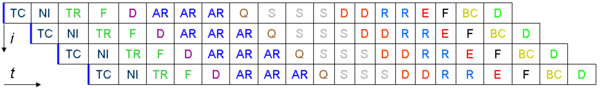 TC NI TR F D AR AR AR Q S S S D D R R E F BC D
i TC NI TR F D AR AR AR Q S S S D D R R E F BC D
TC NI TR F D AR AR AR Q S S S D D R R E F BC D
t TC NI TR F D AR AR AR Q S S S D D R R E F BC D